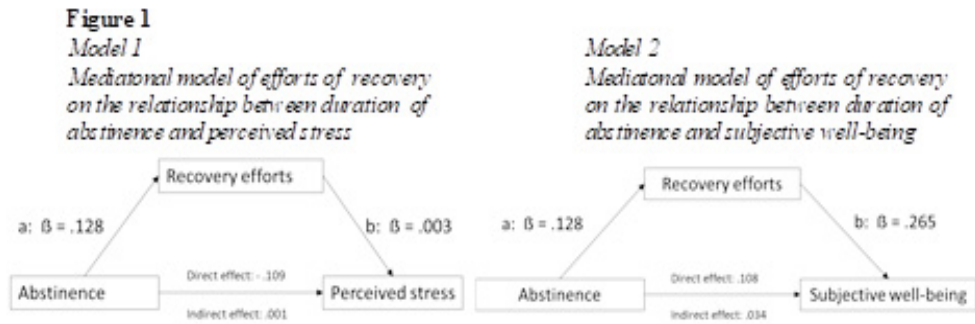 Figure 1
Model 1
Mediatonal model of efforts of recovery
on the relationship between duration of
abstinence and perceived stress
Recovery efforts
a: ß = .128
b: ß = .003
Abstinence
Direct effect: - .109
Indirect effect: .001
Perceived stress
Model 2
Mediatonal model of efforts of recovery
on the relationship between duration of
abstinence and subjective well-being
Recovery efforts
a: ß = .128
b: ß = .265
Abstinence
Direct effect: .108
Indirect effect: .034
Subjective well-being